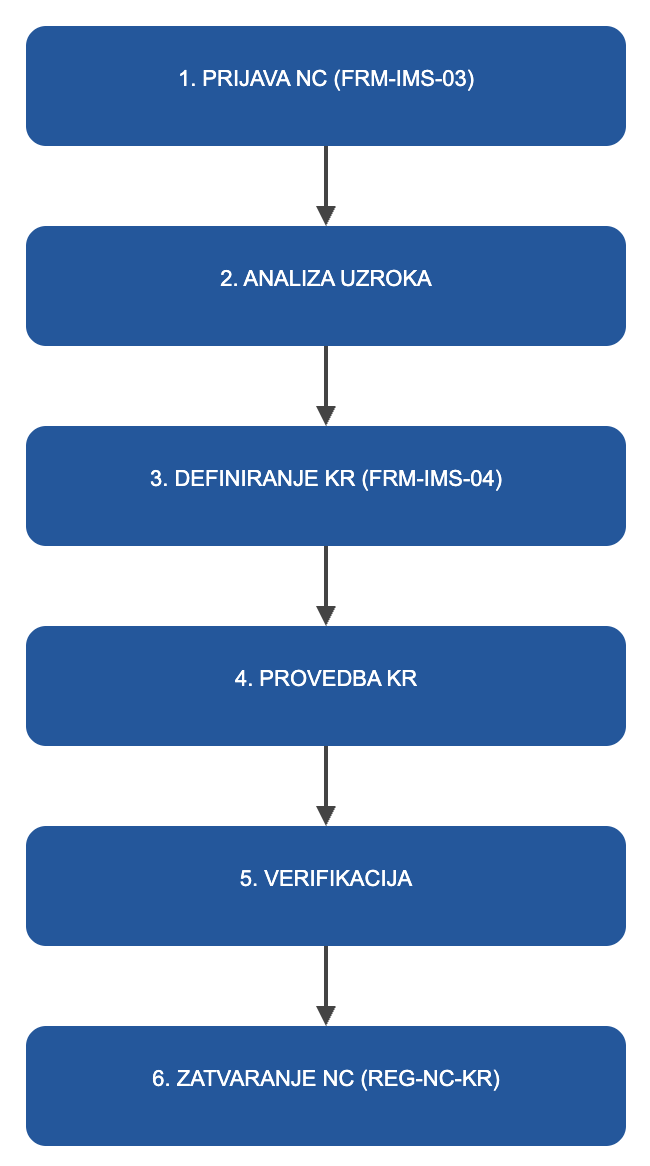 1. PRIJAVA NC (FRM-IMS-03)
2. ANALIZA UZROKA
3. DEFINIRANJE KR (FRM-IMS-04)
4. PROVEDBA KR
5. VERIFIKACIJA
6. ZATVARANJE NC (REG-NC-KR)